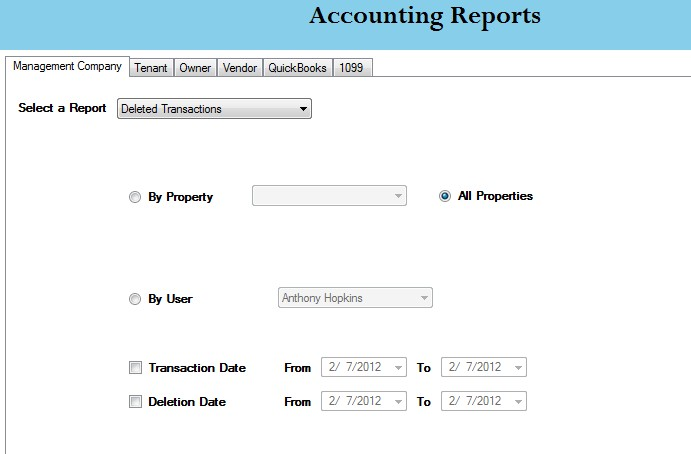 Accounting Reports
Management Company Tenant Owner Vendor QuickBooks 1099
Select a Report Deleted Transactions
By Property All Properties
By User Anthony Hopkins
Transaction Date From 2/ 7/2012 To 2/ 7/2012
Deletion Date From 2/ 7/2012 To 2/ 7/2012